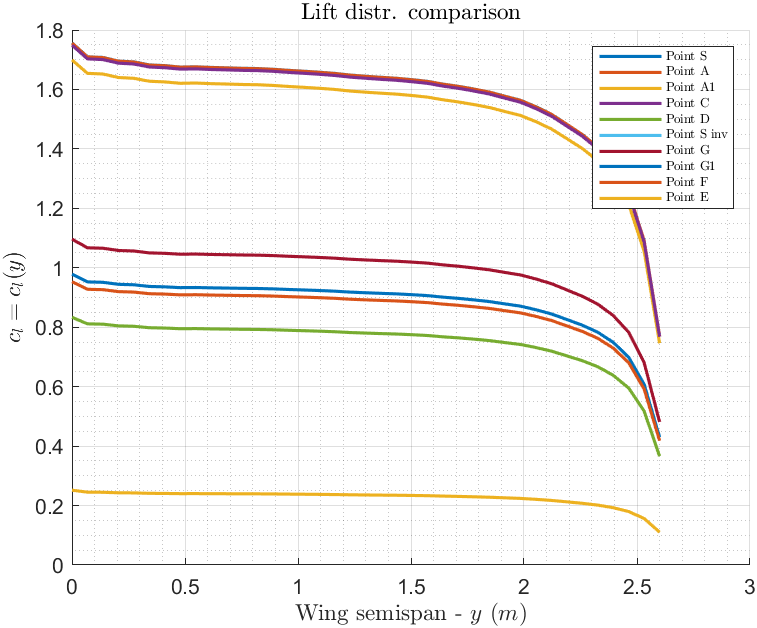 Lift distr. comparison
1.8
1.6
1.4
1.2
1
0.8
0.6
0.4
0.2
0
c_l = c_l(y)
Point S
Point A
Point A1
Point C
Point D
Point S inv
Point G
Point G1
Point F
Point E
0 0.5 1 1.5 2 2.5 3
Wing semispan - y (m)